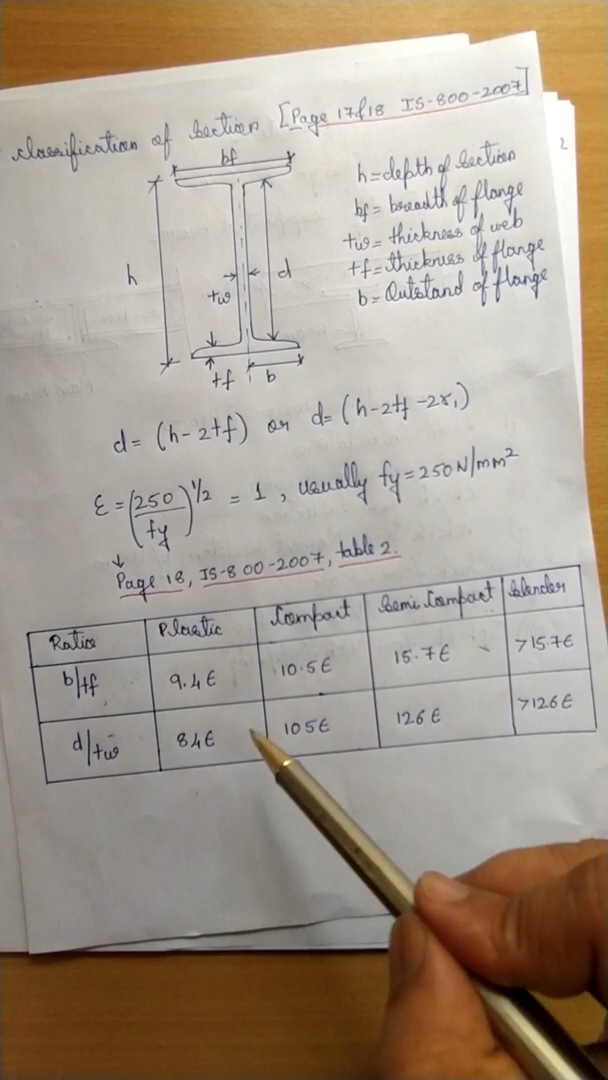 classification of Section [Page 17&18 IS-800-2007]
bf
h = depth of Section
bf = breadth of flange
tw = thickness of web
tf = thickness of flange
b = Outstand of flange
h
d
tw
tf
b
d = (h-2tf) or d = (h-2tf-2r₁)
ε = (250/fy)^1/2 = 1, usually fy = 250 N/mm²
Page 18, IS-800-2007, table 2.
Ratio Plastic Compact Semi Compact Slender
b/tf 9.4ε 10.5ε 15.7ε >15.7ε
d/tw 84ε 105ε 126ε >126ε
2